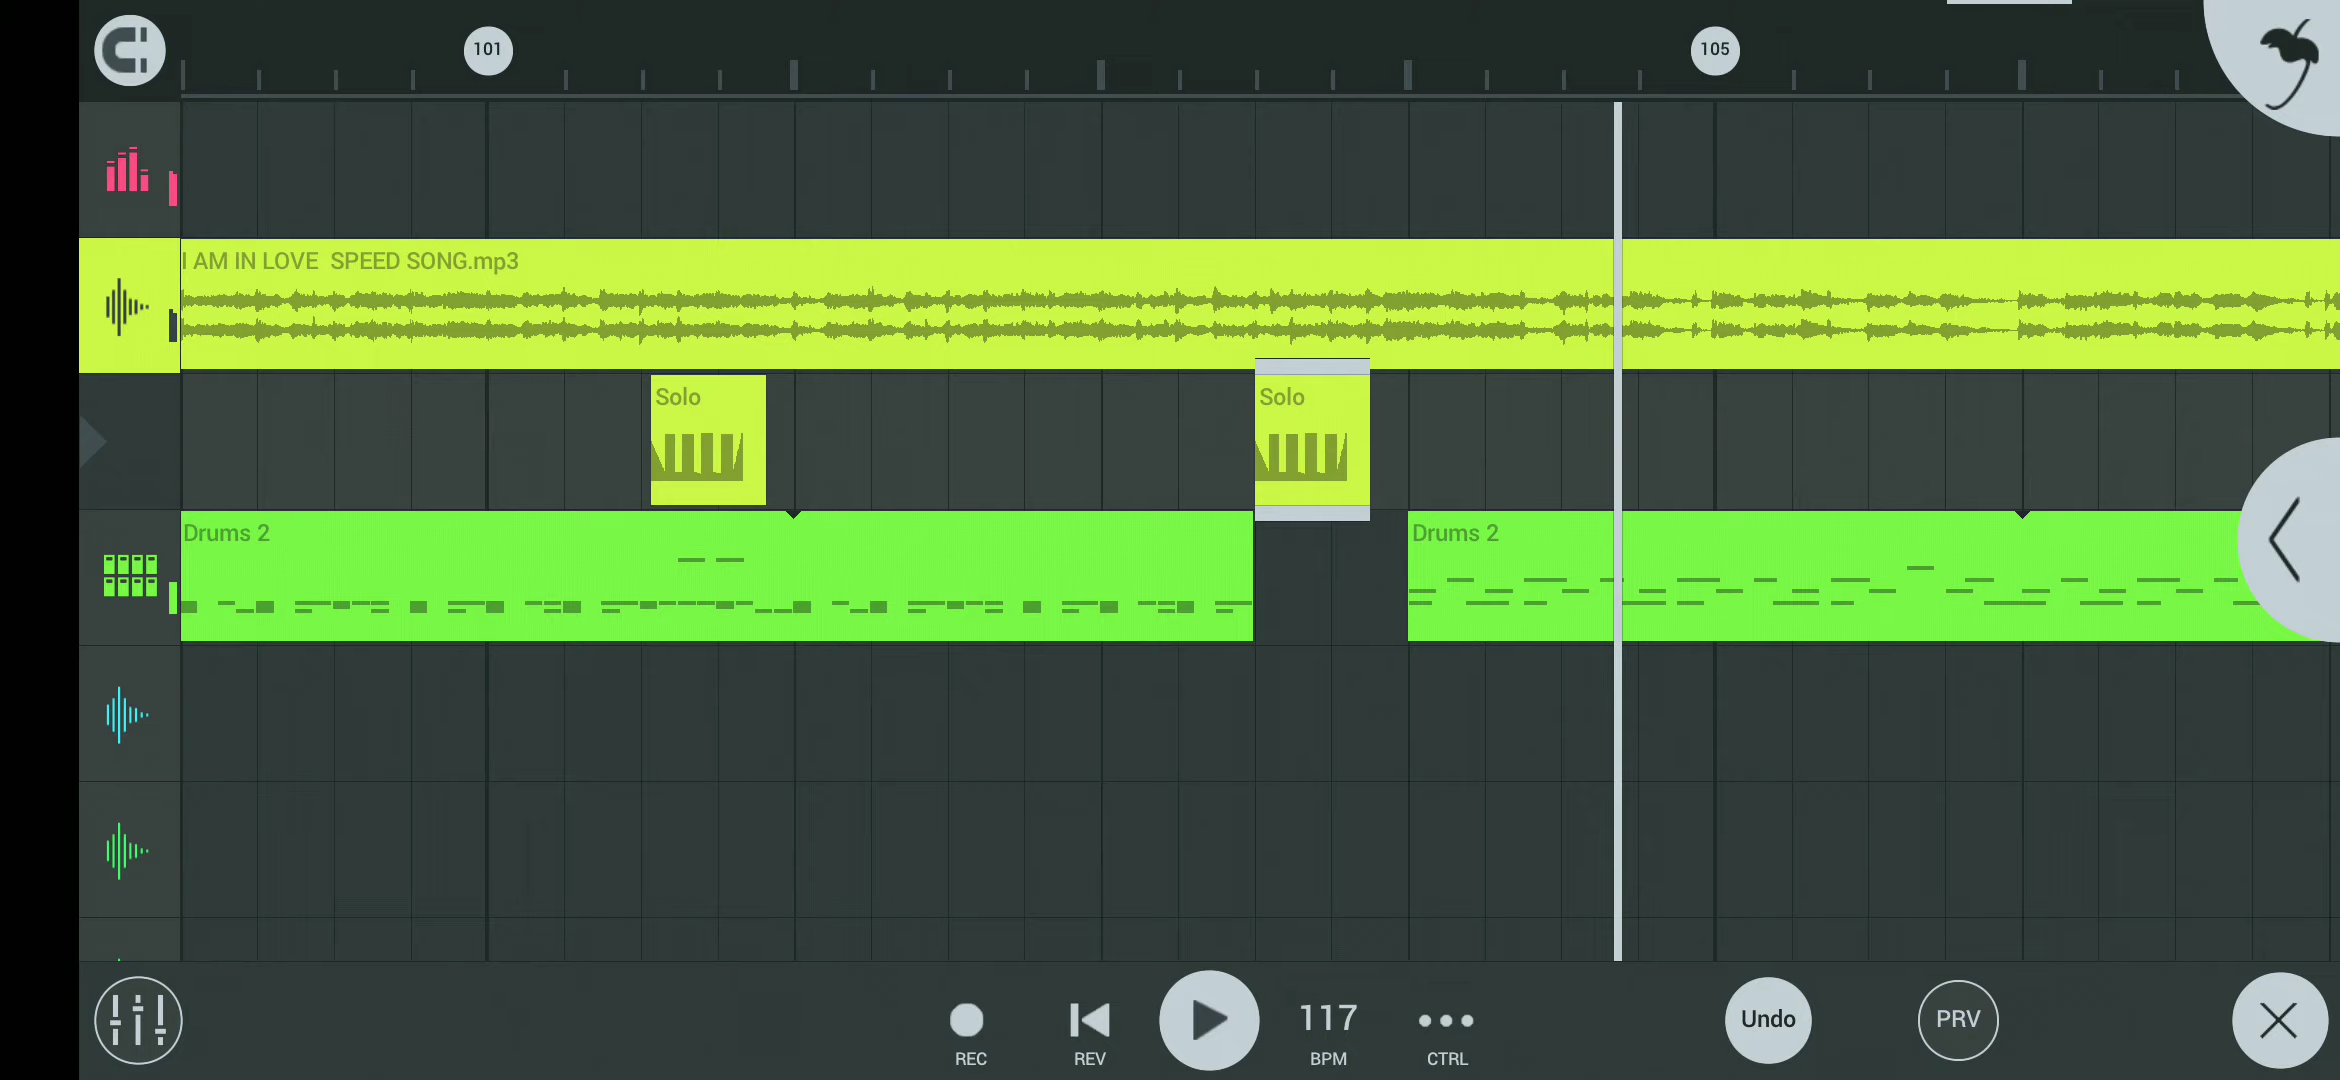 101
105
I AM IN LOVE  SPEED SONG.mp3
Solo
Solo
Drums 2
Drums 2
REC
REV
117
BPM
CTRL
Undo
PRV